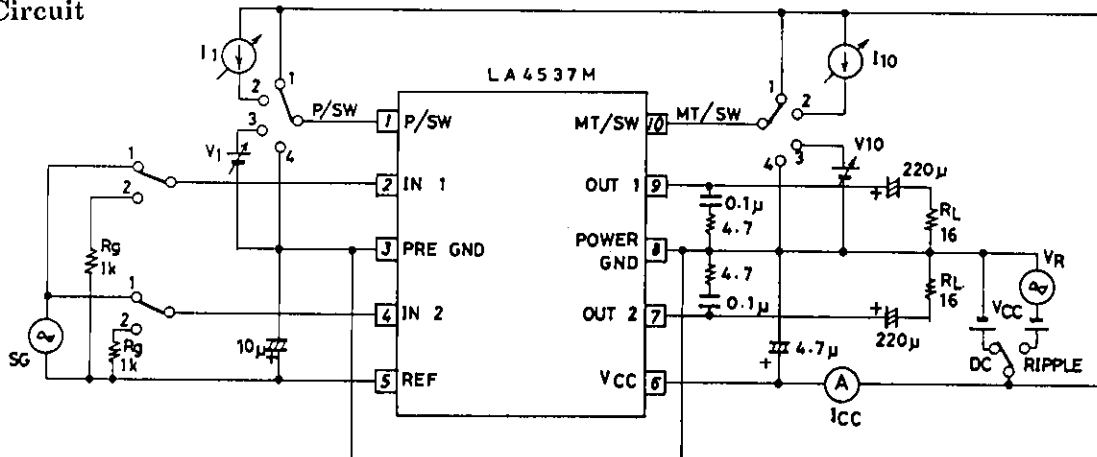 Circuit
LA4537M
I1
1
2
3
4
P/SW
V1
1
2
Rg
1k
1
2
Rg
1k
SG
10μ
+
1 P/SW
2 IN 1
3 PRE GND
4 IN 2
5 REF
MT/SW 10
OUT 1 9
POWER GND 8
OUT 2 7
VCC 6
MT/SW
1
2
3
4
I10
V10
0.1μ
4.7
4.7
0.1μ
220μ
+
RL
16
RL
16
+
220μ
+
4.7μ
A
ICC
VR
VCC
DC
RIPPLE